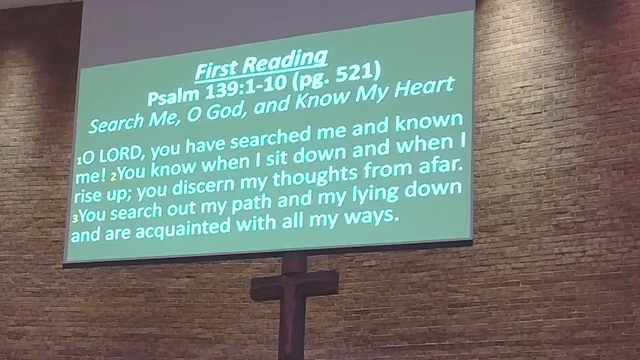 First Reading
Psalm 139:1-10 (pg. 521)
Search Me, O God, and Know My Heart
1O LORD, you have searched me and known
me! 2You know when I sit down and when I
rise up; you discern my thoughts from afar.
3You search out my path and my lying down
and are acquainted with all my ways.